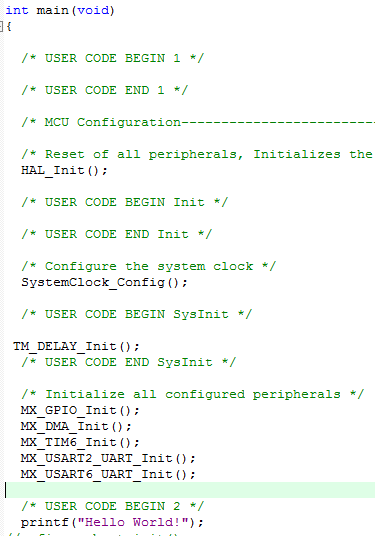 int main(void)
{
/* USER CODE BEGIN 1 */
/* USER CODE END 1 */
/* MCU Configuration------------------------
/* Reset of all peripherals, Initializes the
HAL_Init();
/* USER CODE BEGIN Init */
/* USER CODE END Init */
/* Configure the system clock */
SystemClock_Config();
/* USER CODE BEGIN SysInit */
TM_DELAY_Init();
/* USER CODE END SysInit */
/* Initialize all configured peripherals */
MX_GPIO_Init();
MX_DMA_Init();
MX_TIM6_Init();
MX_USART2_UART_Init();
MX_USART6_UART_Init();
/* USER CODE BEGIN 2 */
printf("Hello World!");